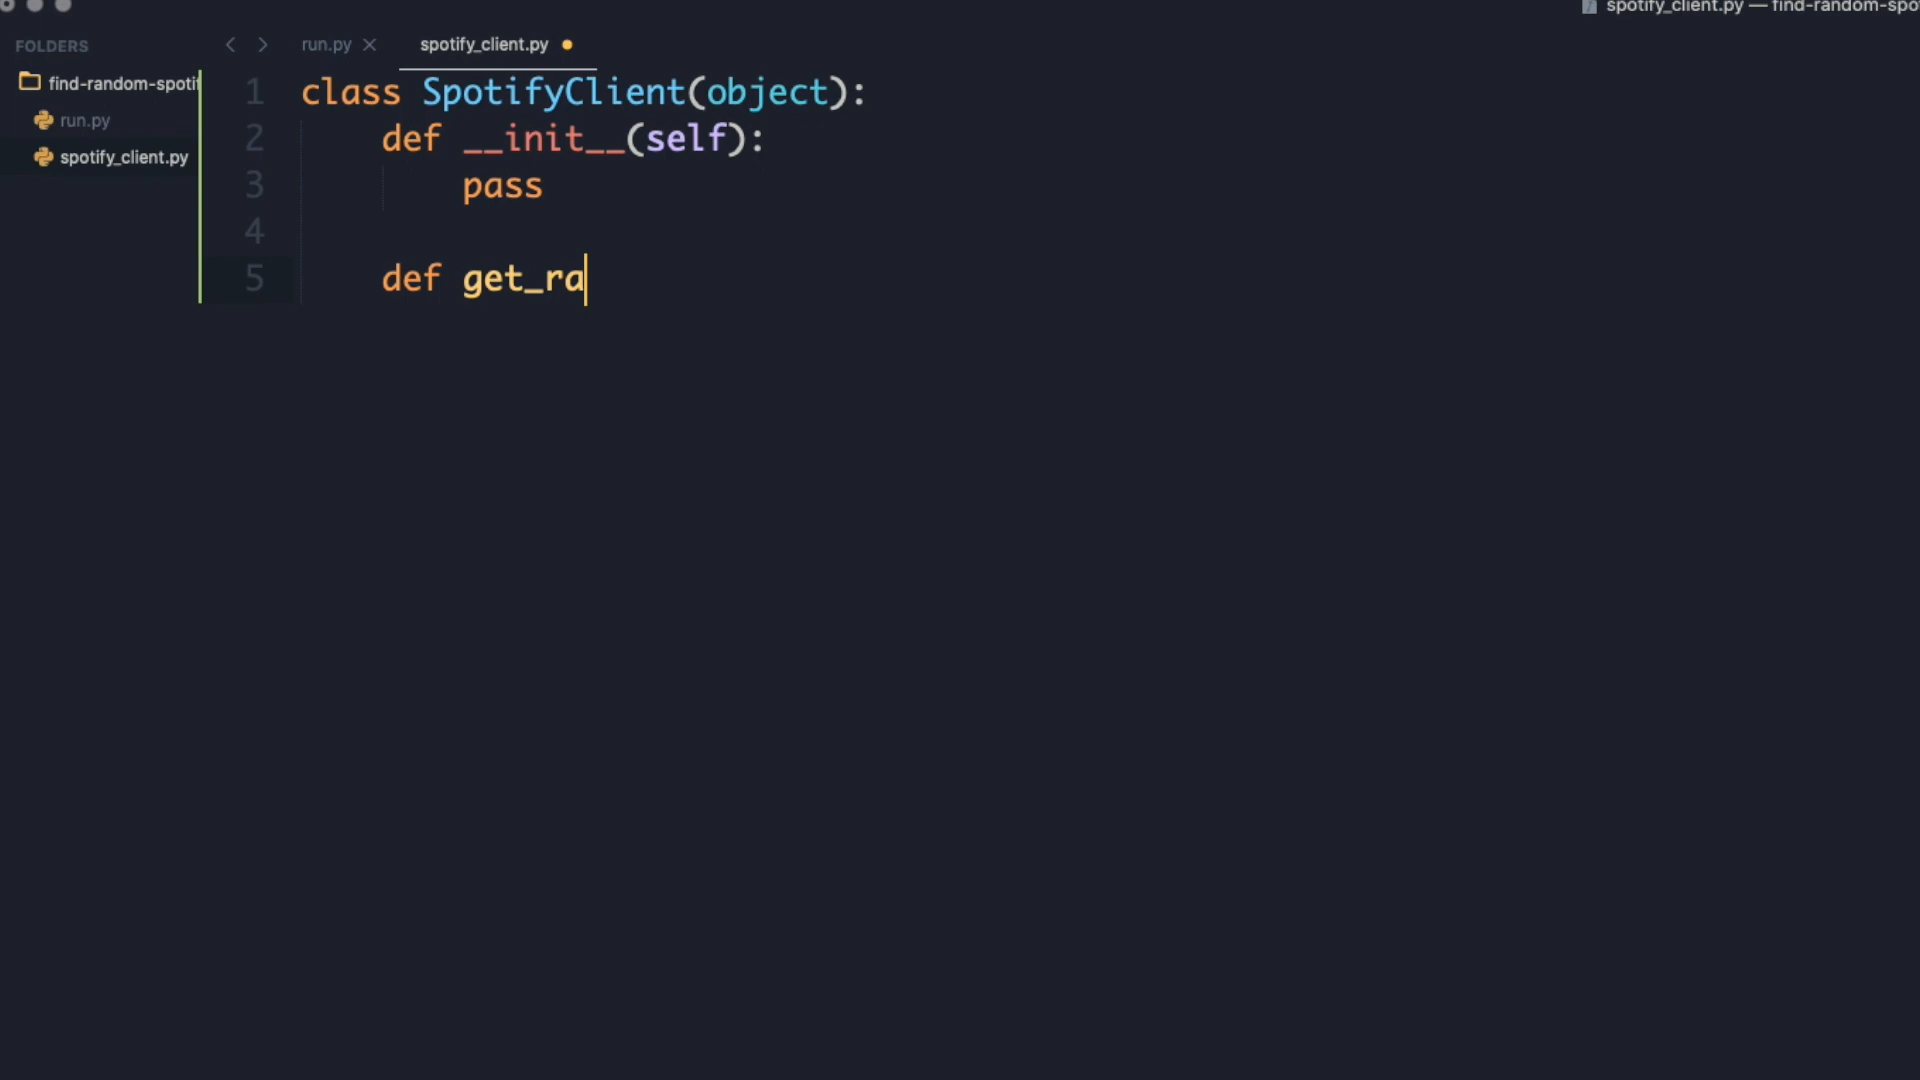 spotify_client.py — find-random-spo
FOLDERS
run.py
spotify_client.py
find-random-spotif
run.py
spotify_client.py
1 class SpotifyClient(object):
2 def __init__(self):
3 pass
4
5 def get_ra